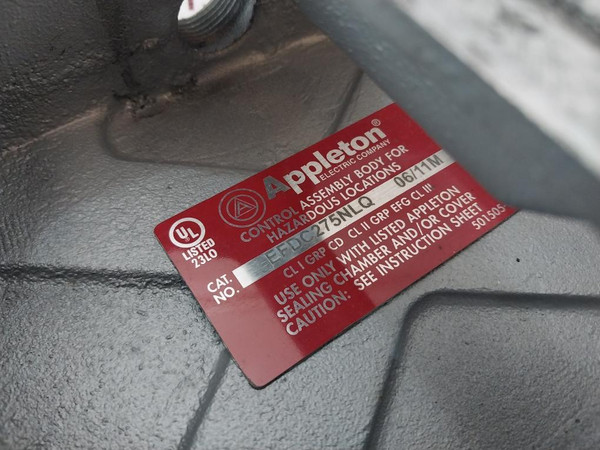 Appleton®
ELECTRIC COMPANY
CONTROL ASSEMBLY BODY FOR
HAZARDOUS LOCATIONS
UL
LISTED
23L0
CAT.
NO.
EFDC275NLQ 06/11M
CL I GRP CD CL II GRP EFG CL III
USE ONLY WITH LISTED APPLETON
SEALING CHAMBER AND/OR COVER
CAUTION: SEE INSTRUCTION SHEET